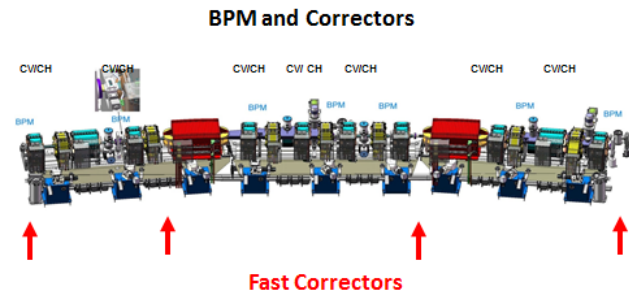 BPM and Correctors
CV/CH CV/CH CV/CH CV/ CH CV/CH CV/CH CV/CH
BPM BPM BPM BPM BPM BPM BPM
Fast Correctors